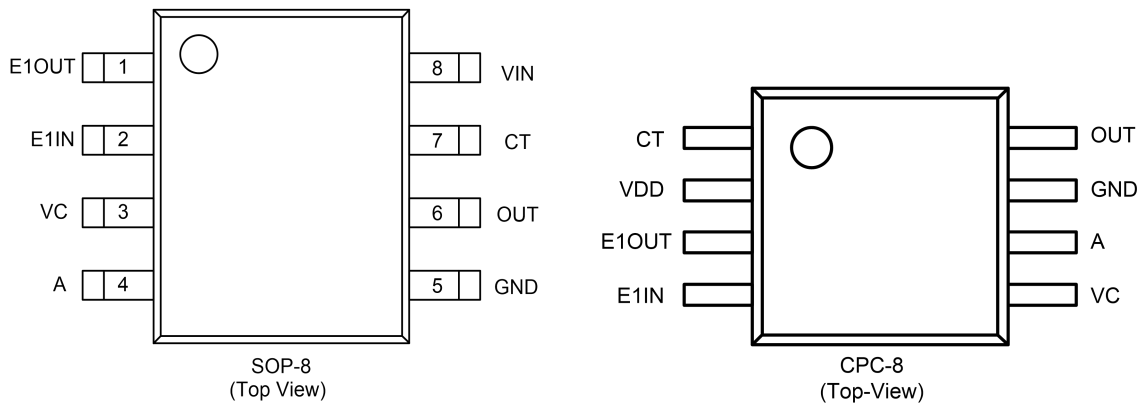 E1OUT 1 8 VIN
E1IN 2 7 CT
VC 3 6 OUT
A 4 5 GND
SOP-8
(Top View)
CT OUT
VDD GND
E1OUT A
E1IN VC
CPC-8
(Top-View)